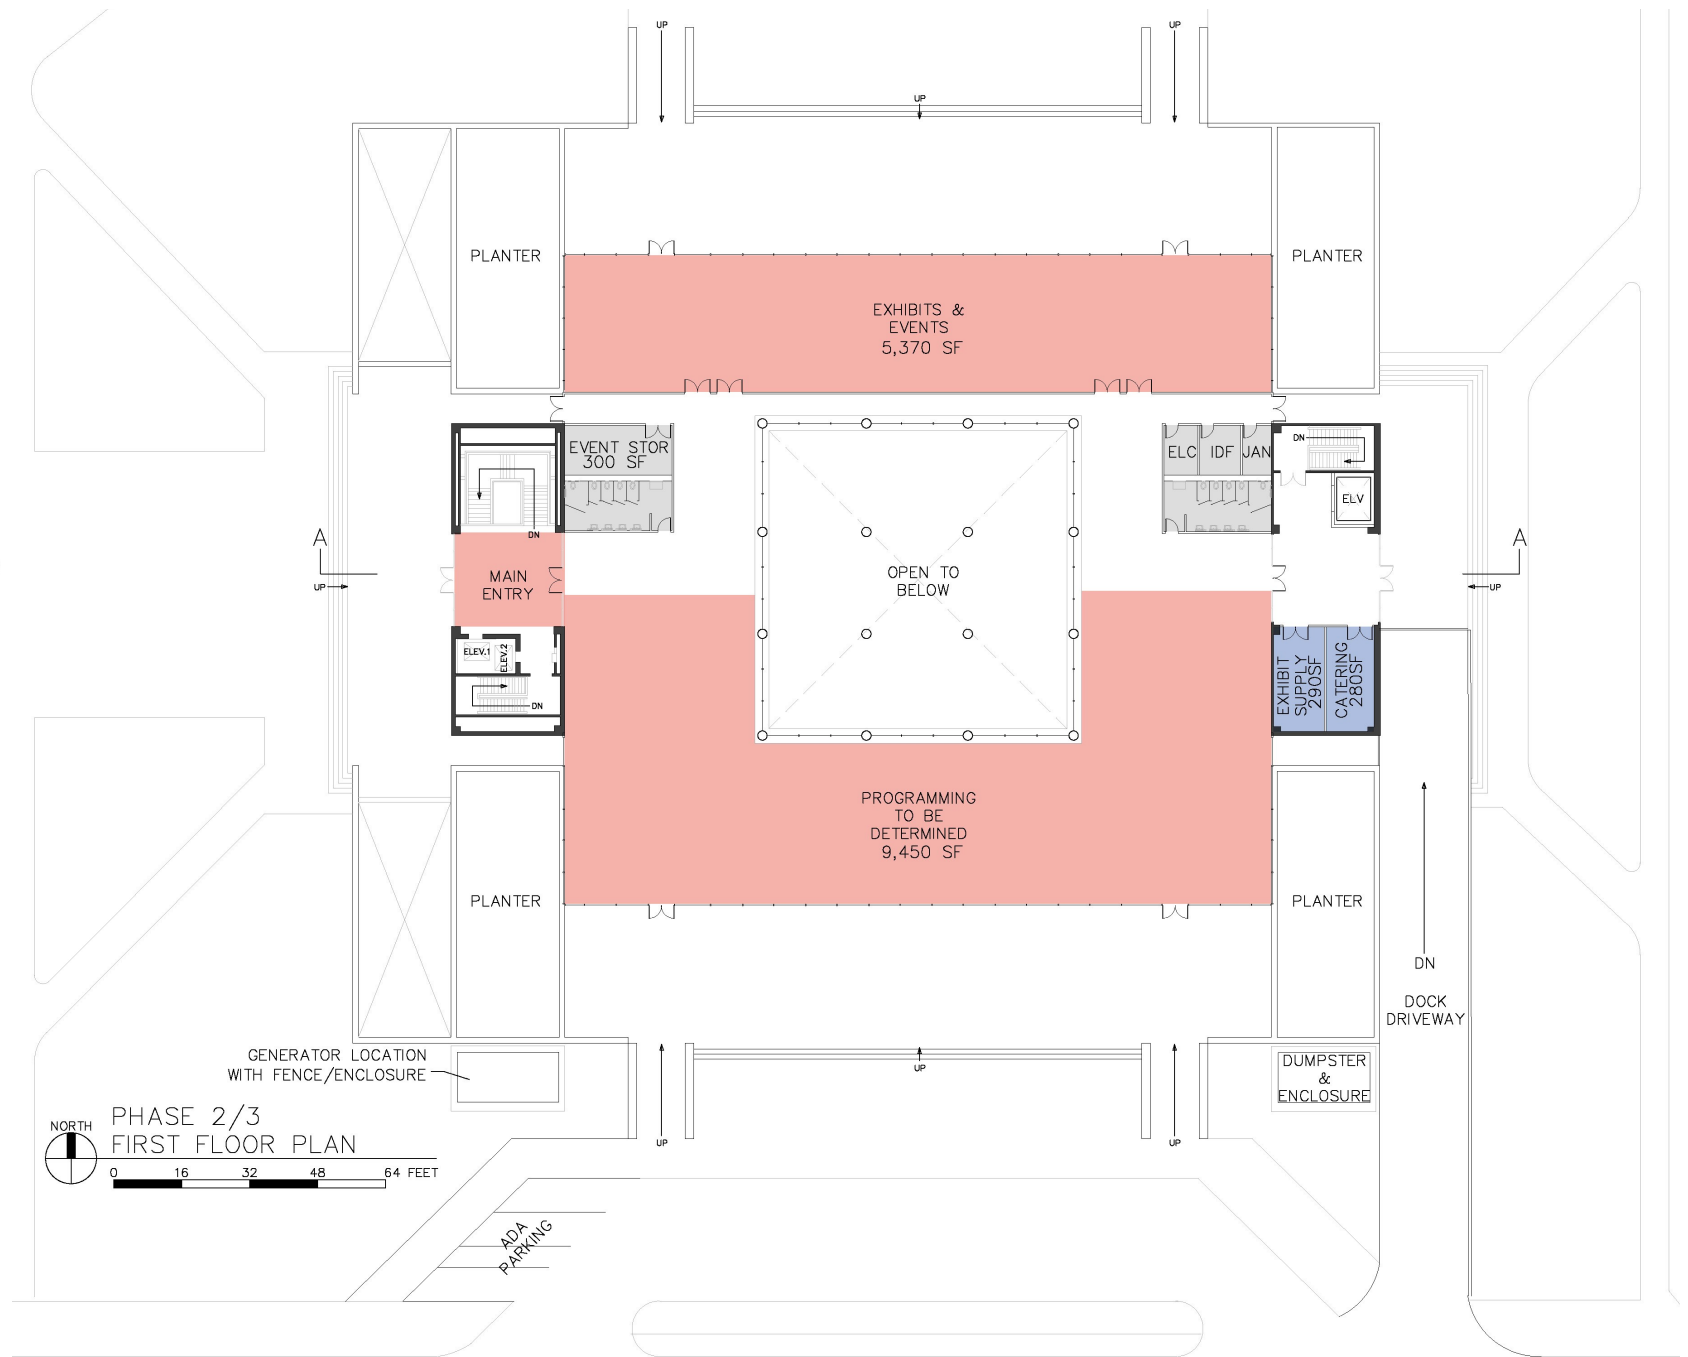 UP
UP
UP
PLANTER
PLANTER
EXHIBITS &
EVENTS
5,370 SF
EVENT STOR
300 SF
ELC
IDF
JAN
DN
DN
ELV
A
UP
MAIN
ENTRY
OPEN TO
BELOW
A
UP
ELEV.1
ELEV.2
DN
EXHIBIT
SUPPLY
290SF
CATERING
280SF
PROGRAMMING
TO BE
DETERMINED
9,450 SF
PLANTER
PLANTER
DN
DOCK
DRIVEWAY
GENERATOR LOCATION
WITH FENCE/ENCLOSURE
UP
DUMPSTER
&
ENCLOSURE
UP
UP
NORTH
PHASE 2/3
FIRST FLOOR PLAN
0 16 32 48 64 FEET
ADA
PARKING